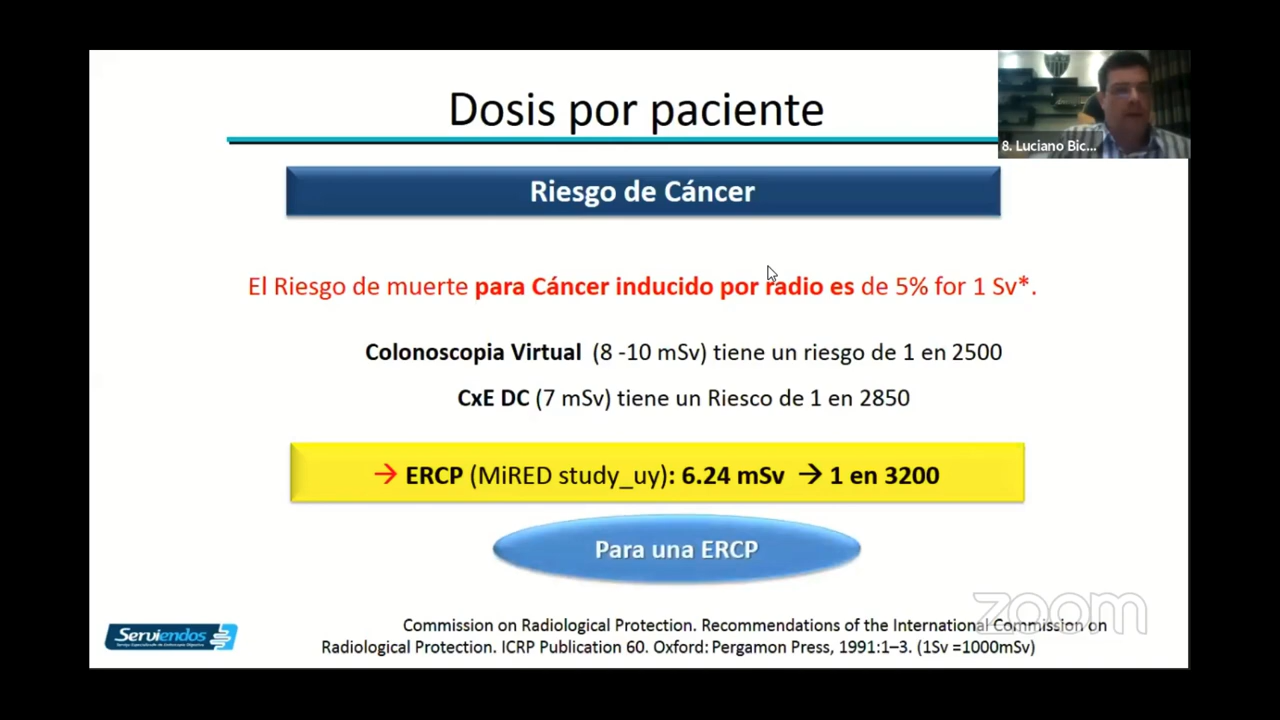 Dosis por paciente
8. Luciano Bic...
Riesgo de Cáncer
El Riesgo de muerte para Cáncer inducido por radio es de 5% for 1 Sv*.
Colonoscopia Virtual (8 -10 mSv) tiene un riesgo de 1 en 2500
CxE DC (7 mSv) tiene un Riesco de 1 en 2850
→ ERCP (MiRED study_uy): 6.24 mSv → 1 en 3200
Para una ERCP
zoom
Serviendos
Commission on Radiological Protection. Recommendations of the International Commission on
Radiological Protection. ICRP Publication 60. Oxford: Pergamon Press, 1991:1–3. (1Sv =1000mSv)